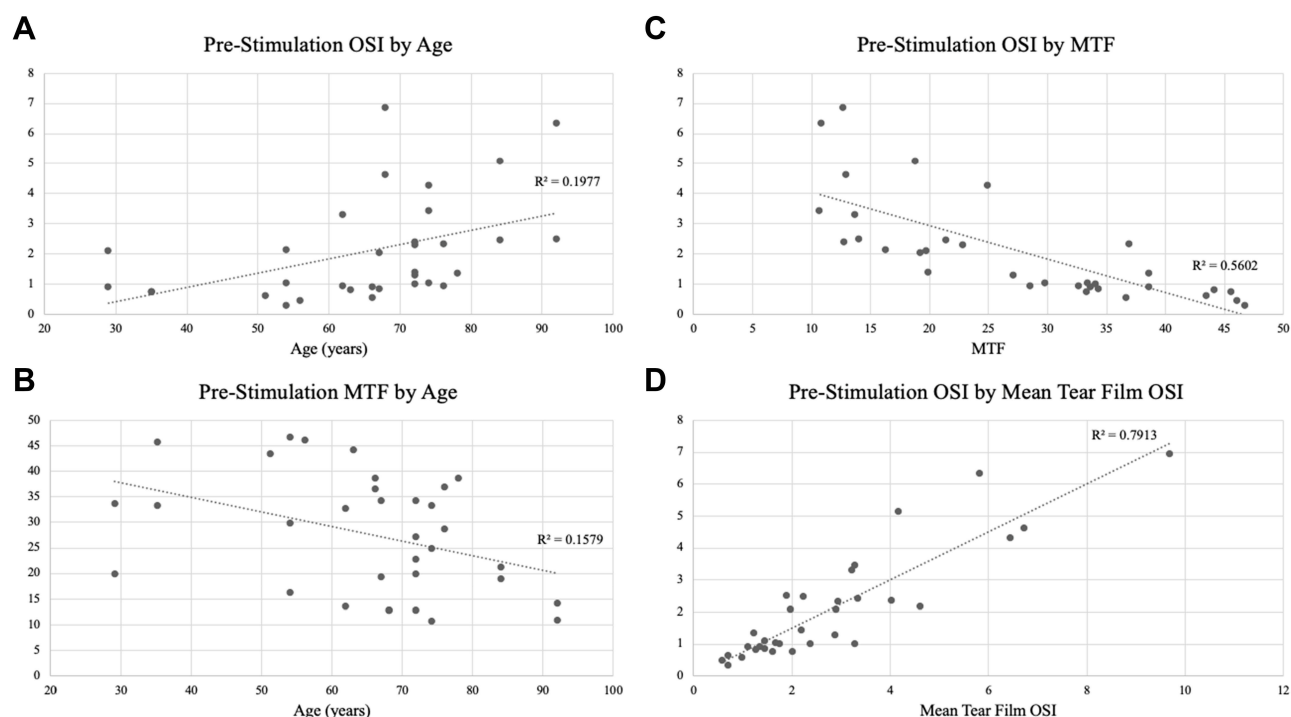 A
Pre-Stimulation OSI by Age
8
7
6
5
4
3
2
1
0
R² = 0.1977
20 30 40 50 60 70 80 90 100
Age (years)
B
Pre-Stimulation MTF by Age
50
45
40
35
30
25
20
15
10
5
0
R² = 0.1579
20 30 40 50 60 70 80 90 100
Age (years)
C
Pre-Stimulation OSI by MTF
8
7
6
5
4
3
2
1
0
R² = 0.5602
0 5 10 15 20 25 30 35 40 45 50
MTF
D
Pre-Stimulation OSI by Mean Tear Film OSI
8
7
6
5
4
3
2
1
0
R² = 0.7913
0 2 4 6 8 10 12
Mean Tear Film OSI